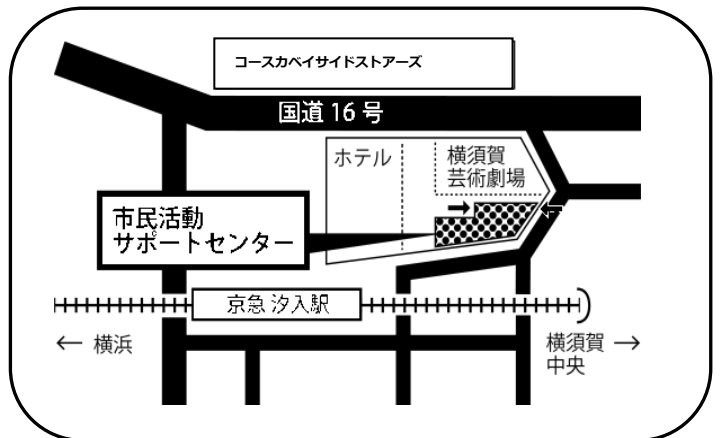 コースカベイサイドストアーズ
国道 16 号
ホテル
横須賀
芸術劇場
市民活動
サポートセンター
京急 汐入駅
← 横浜
横須賀 →
中央